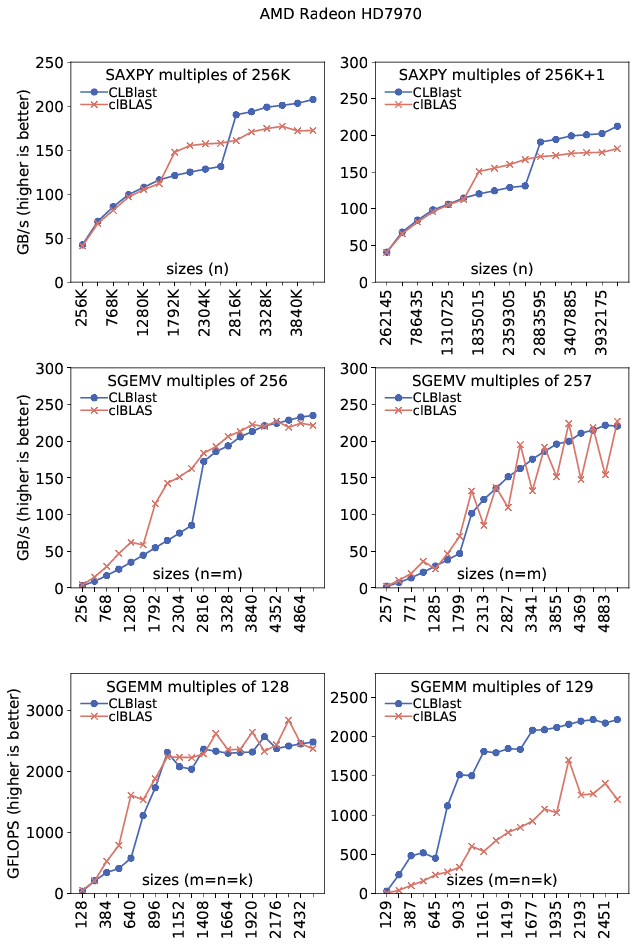 AMD Radeon HD7970
SAXPY multiples of 256K
CLBlast
clBLAS
GB/s (higher is better)
250
200
150
100
50
0
sizes (n)
256K 768K 1280K 1792K 2304K 2816K 3328K 3840K
SAXPY multiples of 256K+1
CLBlast
clBLAS
300
250
200
150
100
50
0
sizes (n)
262145 786435 1310725 1835015 2359305 2883595 3407885 3932175
SGEMV multiples of 256
CLBlast
clBLAS
GB/s (higher is better)
300
250
200
150
100
50
0
sizes (n=m)
256 768 1280 1792 2304 2816 3328 3840 4352 4864
SGEMV multiples of 257
CLBlast
clBLAS
300
250
200
150
100
50
0
sizes (n=m)
257 771 1285 1799 2313 2827 3341 3855 4369 4883
SGEMM multiples of 128
CLBlast
clBLAS
GFLOPS (higher is better)
3000
2000
1000
0
sizes (m=n=k)
128 384 640 896 1152 1408 1664 1920 2176 2432
SGEMM multiples of 129
CLBlast
clBLAS
2500
2000
1500
1000
500
0
sizes (m=n=k)
129 387 645 903 1161 1419 1677 1935 2193 2451